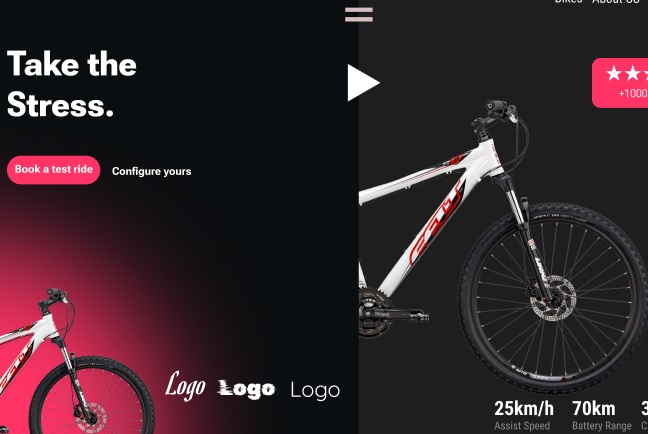 Take the
Stress.
Book a test ride
Configure yours
Logo
Logo
Logo
Bikes
About Us
+1000
25km/h
70km
3
Assist Speed
Battery Range
C